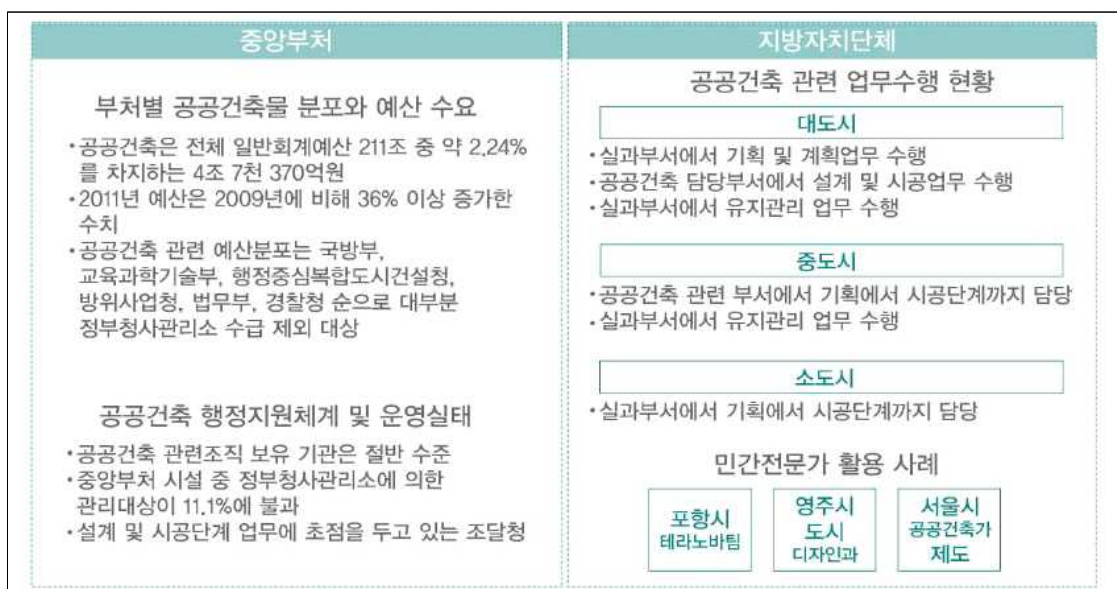 중앙부처
부처별 공공건축물 분포와 예산 수요
•공공건축은 전체 일반회계예산 211조 중 약 2.24%
를 차지하는 4조 7천 370억원
•2011년 예산은 2009년에 비해 36% 이상 증가한
수치
•공공건축 관련 예산분포는 국방부,
교육과학기술부, 행정중심복합도시건설청,
방위사업청, 법무부, 경찰청 순으로 대부분
정부청사관리소 수급 제외 대상
공공건축 행정지원체계 및 운영실태
•공공건축 관련조직 보유 기관은 절반 수준
•중앙부처 시설 중 정부청사관리소에 의한
관리대상이 11.1%에 불과
•설계 및 시공단계 업무에 초점을 두고 있는 조달청
지방자치단체
공공건축 관련 업무수행 현황
대도시
•실과부서에서 기획 및 계획업무 수행
•공공건축 담당부서에서 설계 및 시공업무 수행
•실과부서에서 유지관리 업무 수행
중도시
•공공건축 관련 부서에서 기획에서 시공단계까지 담당
•실과부서에서 유지관리 업무 수행
소도시
•실과부서에서 기획에서 시공단계까지 담당
민간전문가 활용 사례
포항시
테라노바팀
영주시
도시
디자인과
서울시
공공건축가
제도